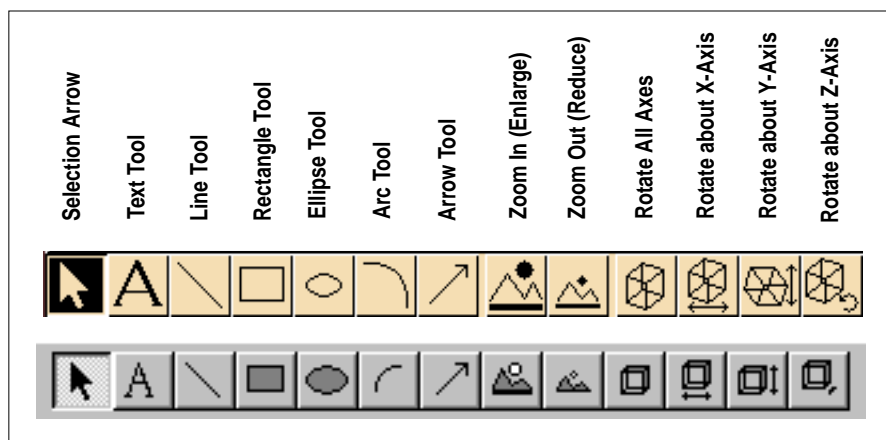 Selection Arrow
Text Tool
Line Tool
Rectangle Tool
Ellipse Tool
Arc Tool
Arrow Tool
Zoom In (Enlarge)
Zoom Out (Reduce)
Rotate All Axes
Rotate about X-Axis
Rotate about Y-Axis
Rotate about Z-Axis
A
A